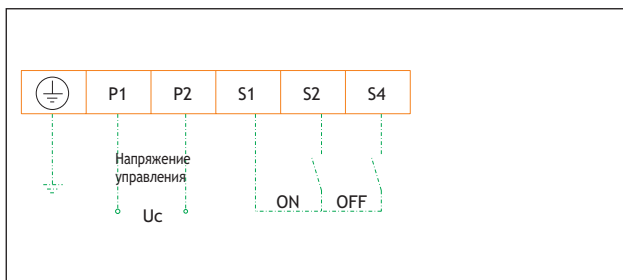 P1 P2 S1 S2 S4
Напряжение
управления
Uc
ON OFF